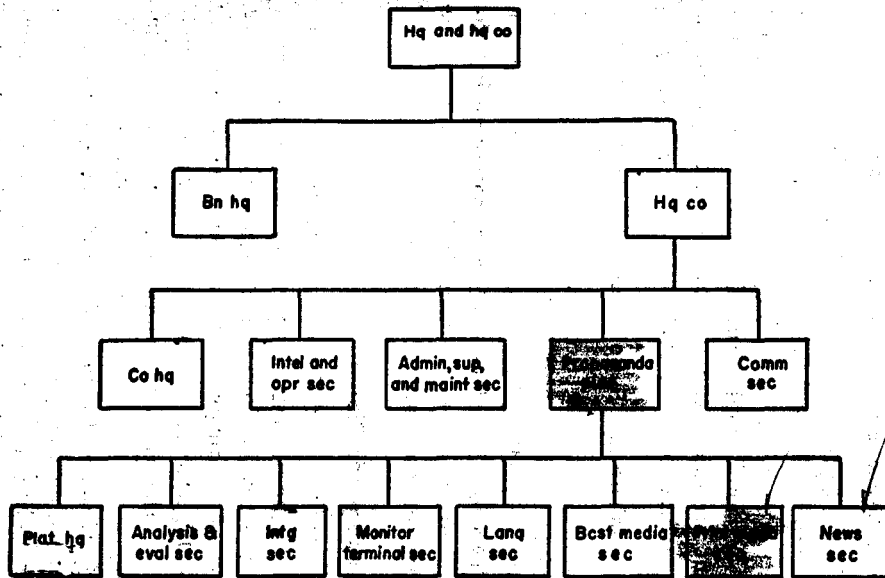 Hq and hq co
Bn hq
Hq co
Co hq
Intel and
opr sec
Admin, sup,
and maint sec
Propaganda
Comm
sec
Plat hq
Analysis &
eval sec
Intg
sec
Monitor
terminal sec
Lang
sec
Bcst media
sec
News
sec